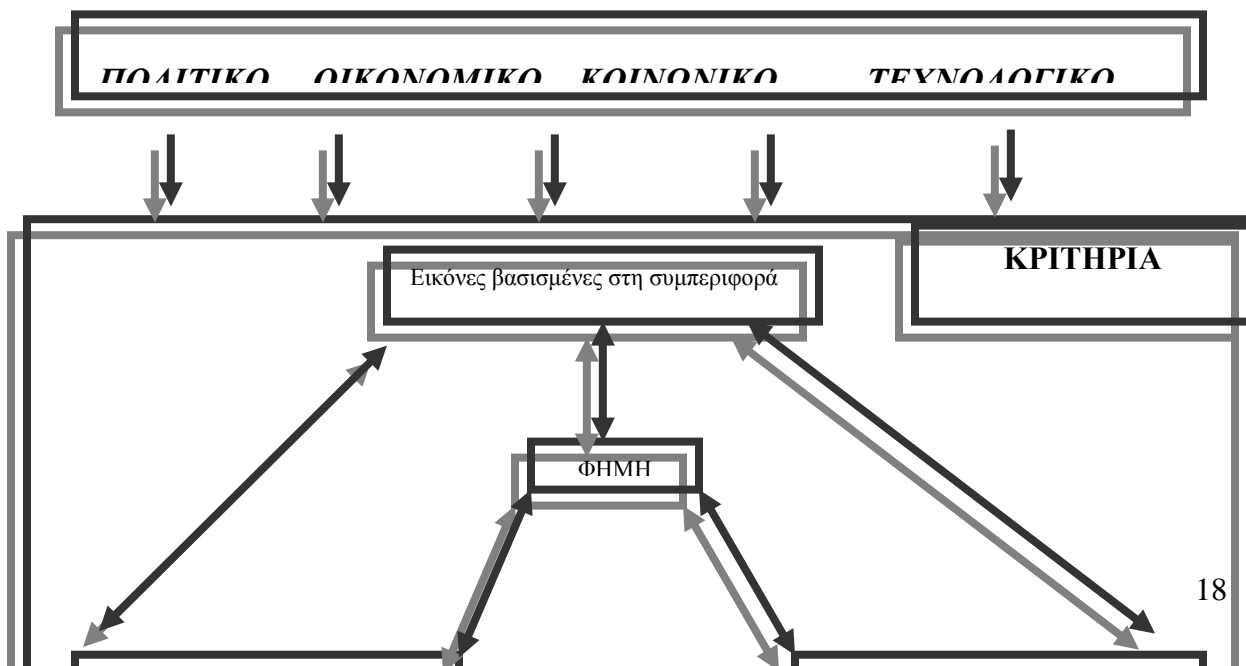 ΠΟΛΙΤΙΚΟ ΟΙΚΟΝΟΜΙΚΟ ΚΟΙΝΩΝΙΚΟ ΤΕΧΝΟΛΟΓΙΚΟ
ΚΡΙΤΗΡΙΑ
Εικόνες βασισμένες στη συμπεριφορά
ΦΗΜΗ
18